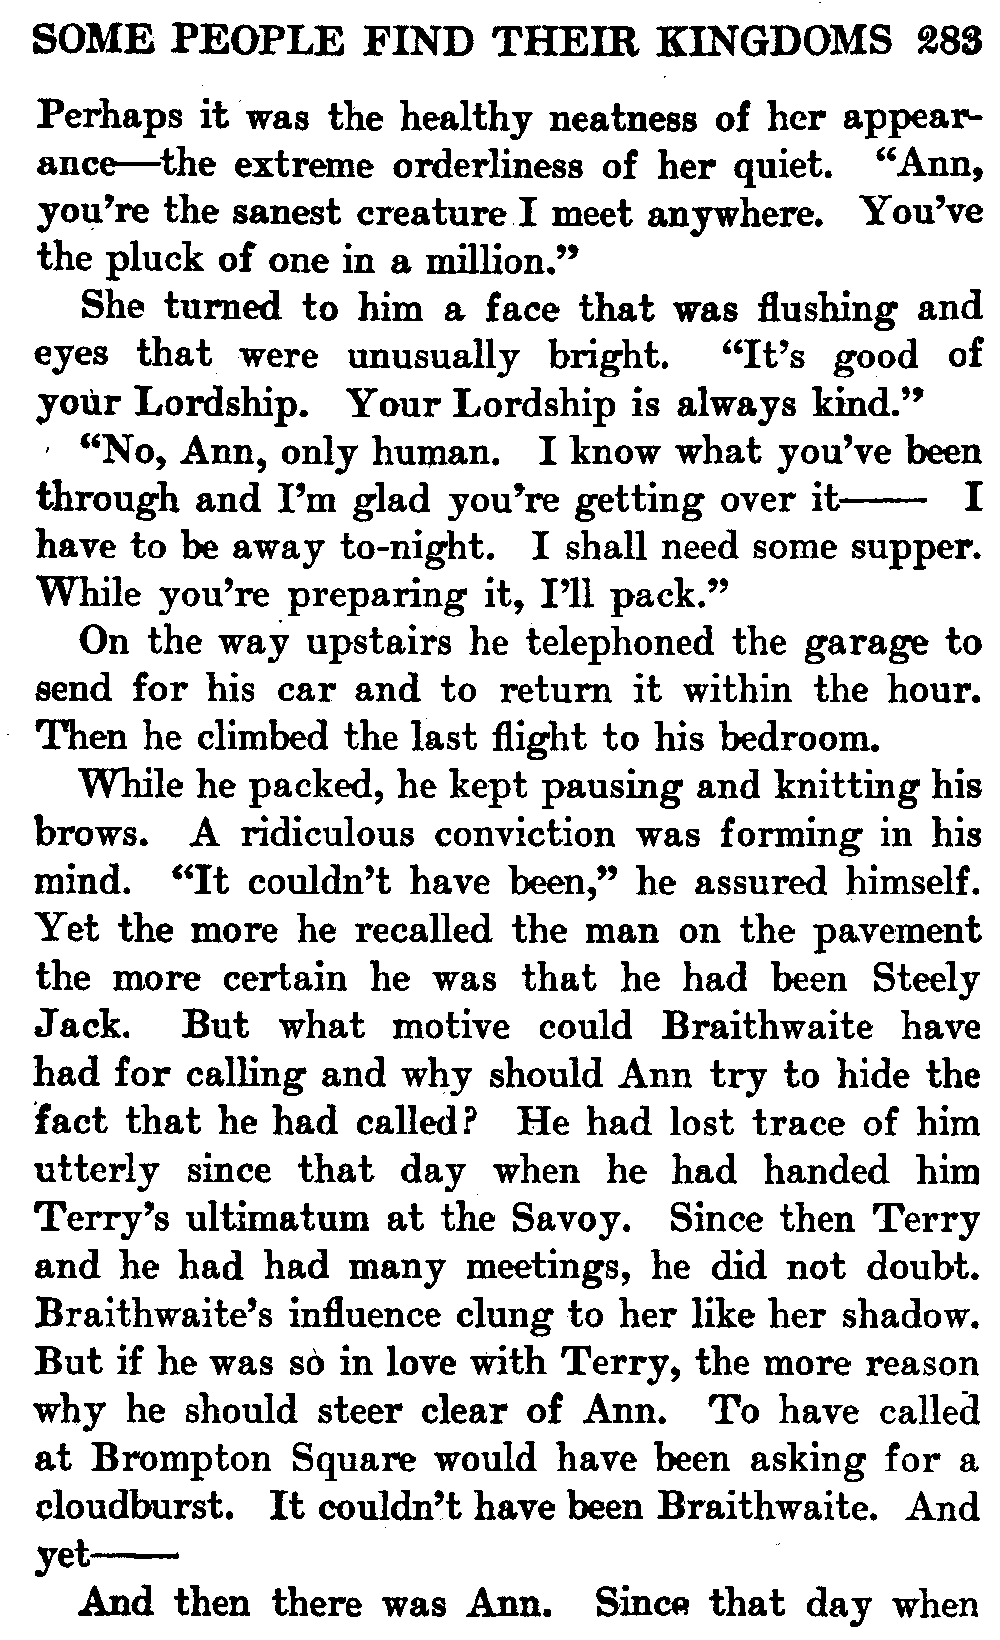 SOME PEOPLE FIND THEIR KINGDOMS 283
Perhaps it was the healthy neatness of her appear-
ance—the extreme orderliness of her quiet. “Ann,
you’re the sanest creature I meet anywhere. You’ve
the pluck of one in a million.”
She turned to him a face that was flushing and
eyes that were unusually bright. “It’s good of
your Lordship. Your Lordship is always kind.”
“No, Ann, only human. I know what you’ve been
through and I’m glad you’re getting over it—— I
have to be away to-night. I shall need some supper.
While you’re preparing it, I’ll pack.”
On the way upstairs he telephoned the garage to
send for his car and to return it within the hour.
Then he climbed the last flight to his bedroom.
While he packed, he kept pausing and knitting his
brows. A ridiculous conviction was forming in his
mind. “It couldn’t have been,” he assured himself.
Yet the more he recalled the man on the pavement
the more certain he was that he had been Steely
Jack. But what motive could Braithwaite have
had for calling and why should Ann try to hide the
fact that he had called? He had lost trace of him
utterly since that day when he had handed him
Terry’s ultimatum at the Savoy. Since then Terry
and he had had many meetings, he did not doubt.
Braithwaite’s influence clung to her like her shadow.
But if he was so in love with Terry, the more reason
why he should steer clear of Ann. To have called
at Brompton Square would have been asking for a
cloudburst. It couldn’t have been Braithwaite. And
yet——
And then there was Ann. Since that day when